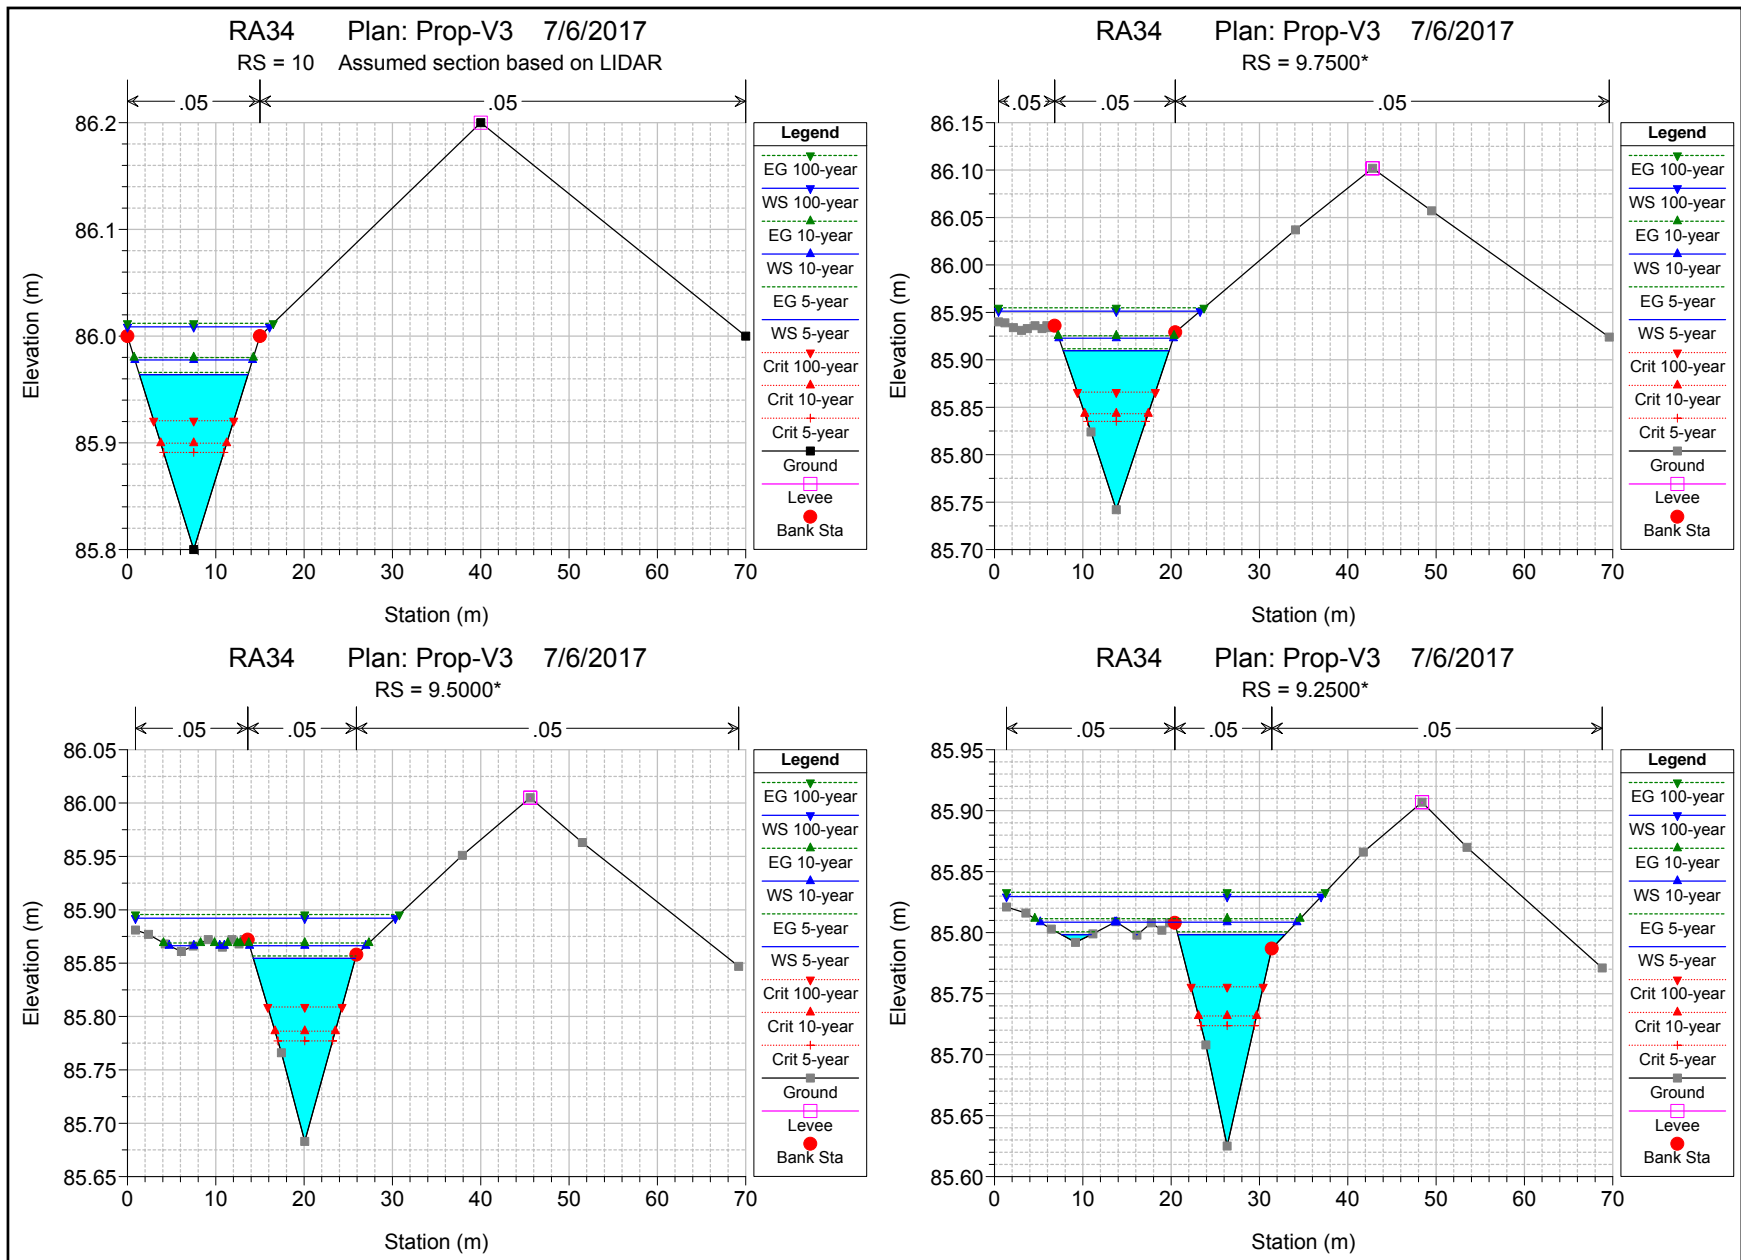 RA34 Plan: Prop-V3 7/6/2017
RS = 10 Assumed section based on LIDAR
.05 .05
86.2
86.1
86.0
85.9
85.8
Elevation (m)
0 10 20 30 40 50 60 70
Station (m)
Legend
EG 100-year
WS 100-year
EG 10-year
WS 10-year
EG 5-year
WS 5-year
Crit 100-year
Crit 10-year
Crit 5-year
Ground
Levee
Bank Sta
RA34 Plan: Prop-V3 7/6/2017
RS = 9.7500*
.05 .05 .05
86.15
86.10
86.05
86.00
85.95
85.90
85.85
85.80
85.75
85.70
Elevation (m)
0 10 20 30 40 50 60 70
Station (m)
Legend
EG 100-year
WS 100-year
EG 10-year
WS 10-year
EG 5-year
WS 5-year
Crit 100-year
Crit 10-year
Crit 5-year
Ground
Levee
Bank Sta
RA34 Plan: Prop-V3 7/6/2017
RS = 9.5000*
.05 .05 .05
86.05
86.00
85.95
85.90
85.85
85.80
85.75
85.70
85.65
Elevation (m)
0 10 20 30 40 50 60 70
Station (m)
Legend
EG 100-year
WS 100-year
EG 10-year
WS 10-year
EG 5-year
WS 5-year
Crit 100-year
Crit 10-year
Crit 5-year
Ground
Levee
Bank Sta
RA34 Plan: Prop-V3 7/6/2017
RS = 9.2500*
.05 .05 .05
85.95
85.90
85.85
85.80
85.75
85.70
85.65
85.60
Elevation (m)
0 10 20 30 40 50 60 70
Station (m)
Legend
EG 100-year
WS 100-year
EG 10-year
WS 10-year
EG 5-year
WS 5-year
Crit 100-year
Crit 10-year
Crit 5-year
Ground
Levee
Bank Sta